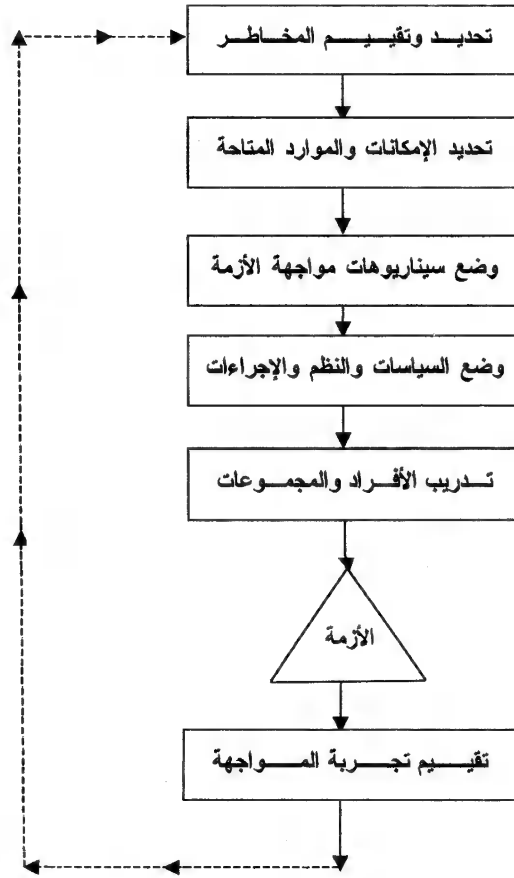 تحديد وتقييم المخاطر
تحديد الإمكانات والموارد المتاحة
وضع سيناريوهات مواجهة الأزمة
وضع السياسات والنظم والإجراءات
تدريب الأفراد والمجموعات
الأزمة
تقييم تجربة المواجهة